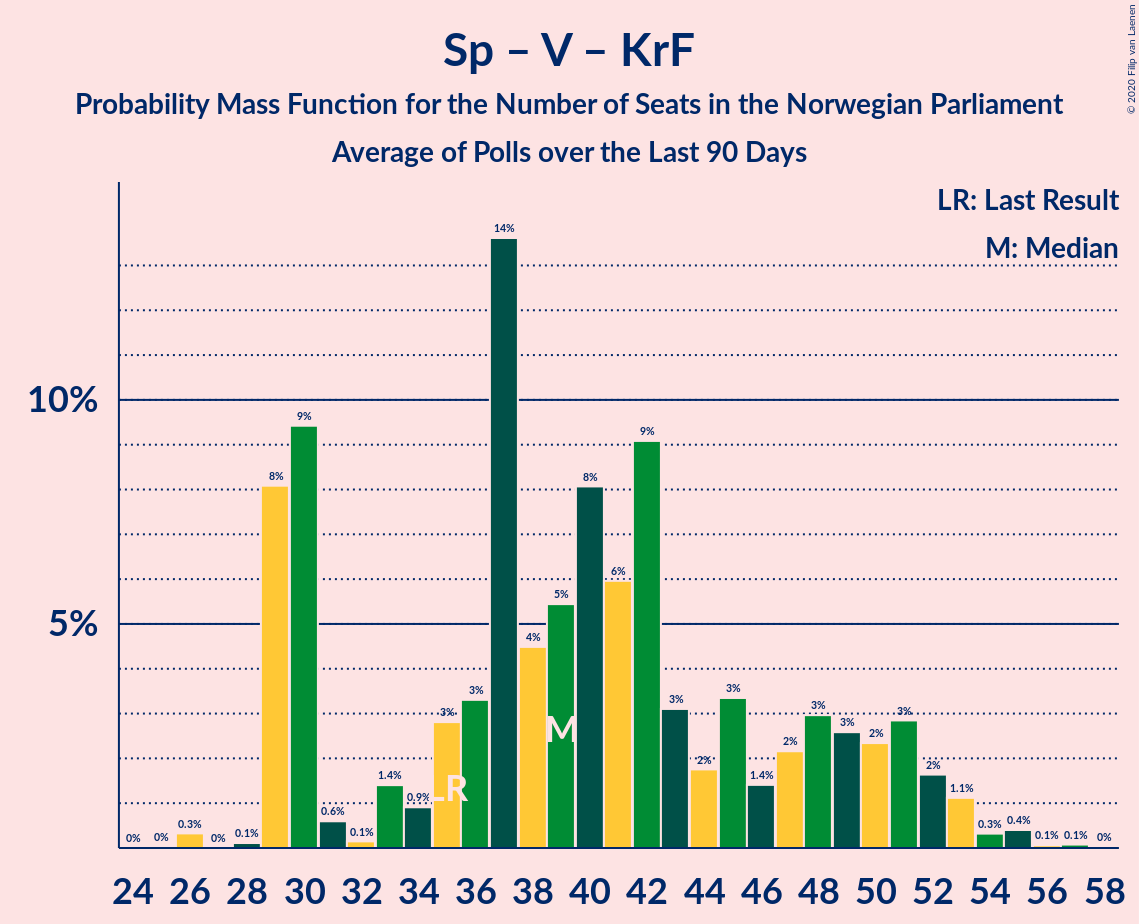 Sp – V – KrF
Probability Mass Function for the Number of Seats in the Norwegian Parliament
Average of Polls over the Last 90 Days
© 2020 Filip van Laenen
LR: Last Result
M: Median
10%
5%
0% 0% 0.3% 0% 0.1% 8% 9% 0.6% 0.1% 1.4% 0.9% 3% 3% 14% 4% 5% 8% 6% 9% 3% 2% 3% 1.4% 2% 3% 3% 2% 3% 2% 1.1% 0.3% 0.4% 0.1% 0.1% 0%
M
LR
24 26 28 30 32 34 36 38 40 42 44 46 48 50 52 54 56 58